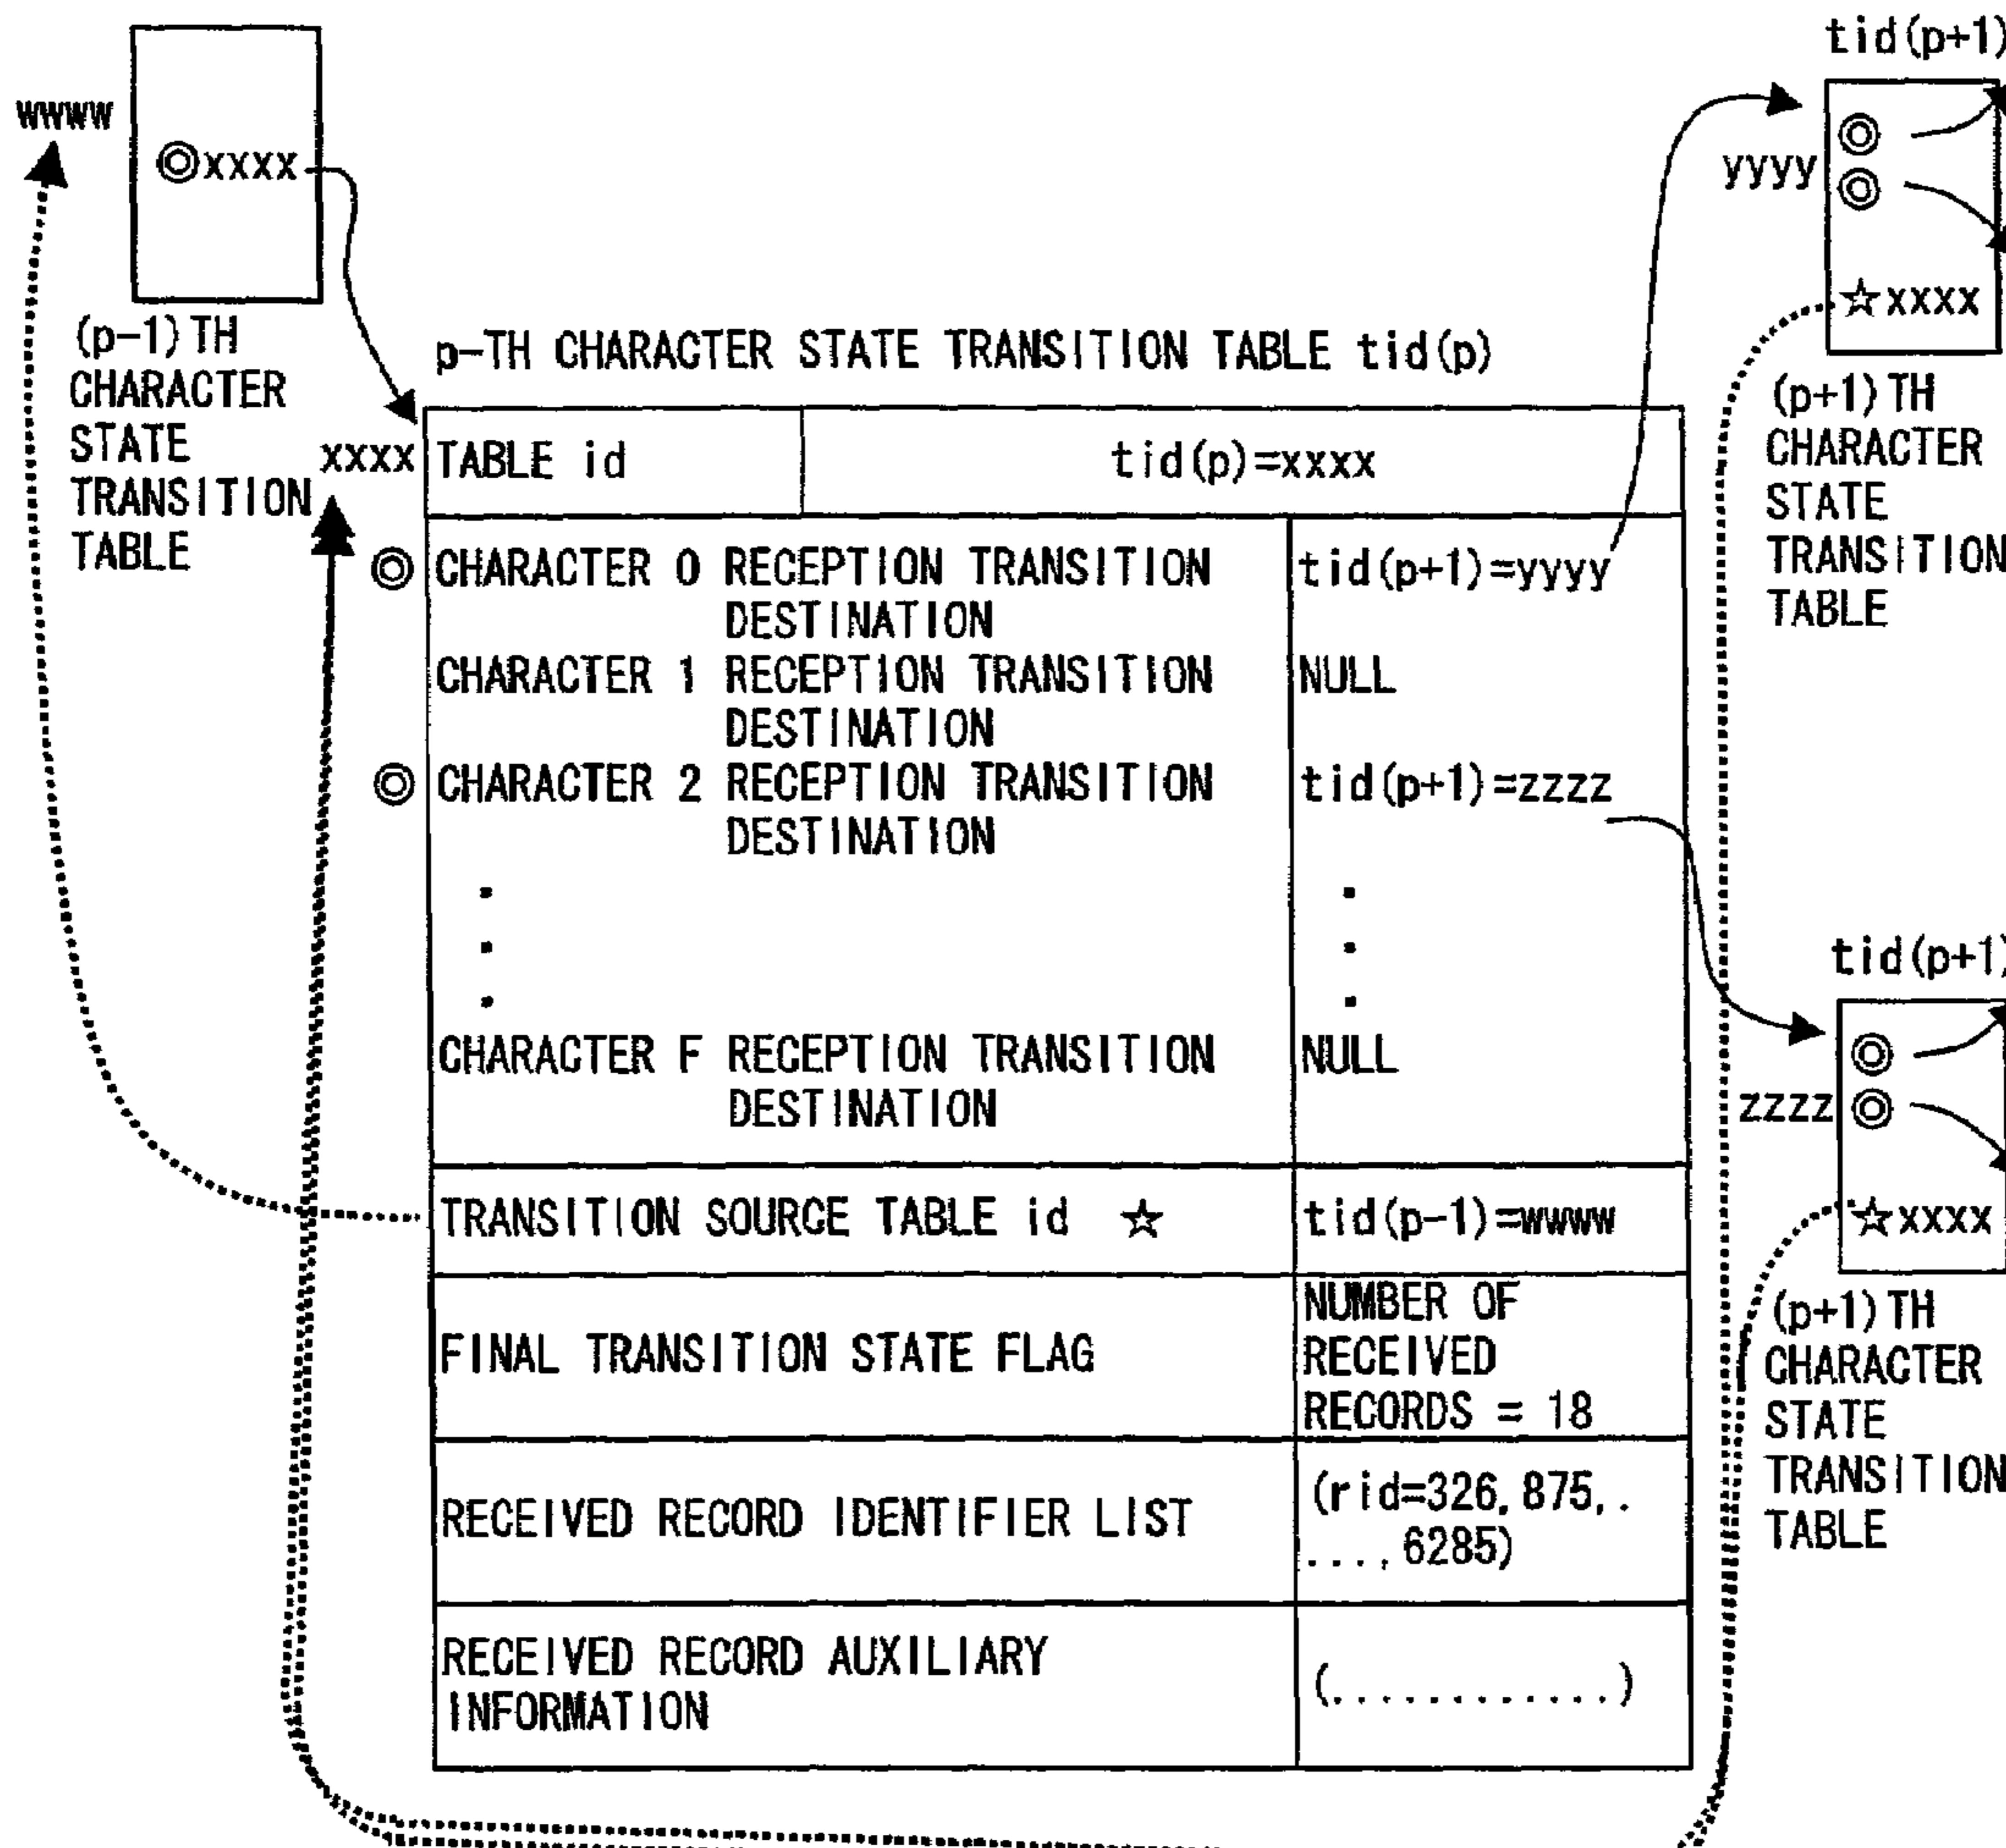 wwww
◎xxxx
(p-1)TH
CHARACTER
STATE
TRANSITION
TABLE
p-TH CHARACTER STATE TRANSITION TABLE tid(p)
xxxx
TABLE id
tid(p)=xxxx
◎ CHARACTER 0 RECEPTION TRANSITION
DESTINATION
tid(p+1)=yyyy
CHARACTER 1 RECEPTION TRANSITION
DESTINATION
NULL
◎ CHARACTER 2 RECEPTION TRANSITION
DESTINATION
tid(p+1)=zzzz
CHARACTER F RECEPTION TRANSITION
DESTINATION
NULL
TRANSITION SOURCE TABLE id ☆
tid(p-1)=wwww
FINAL TRANSITION STATE FLAG
NUMBER OF
RECEIVED
RECORDS = 18
RECEIVED RECORD IDENTIFIER LIST
(rid=326,875,.
....,6285)
RECEIVED RECORD AUXILIARY
INFORMATION
(............)
tid(p+1)
yyyy
◎
◎
☆xxxx
(p+1)TH
CHARACTER
STATE
TRANSITION
TABLE
tid(p+1)
zzzz
◎
◎
☆xxxx
(p+1)TH
CHARACTER
STATE
TRANSITION
TABLE